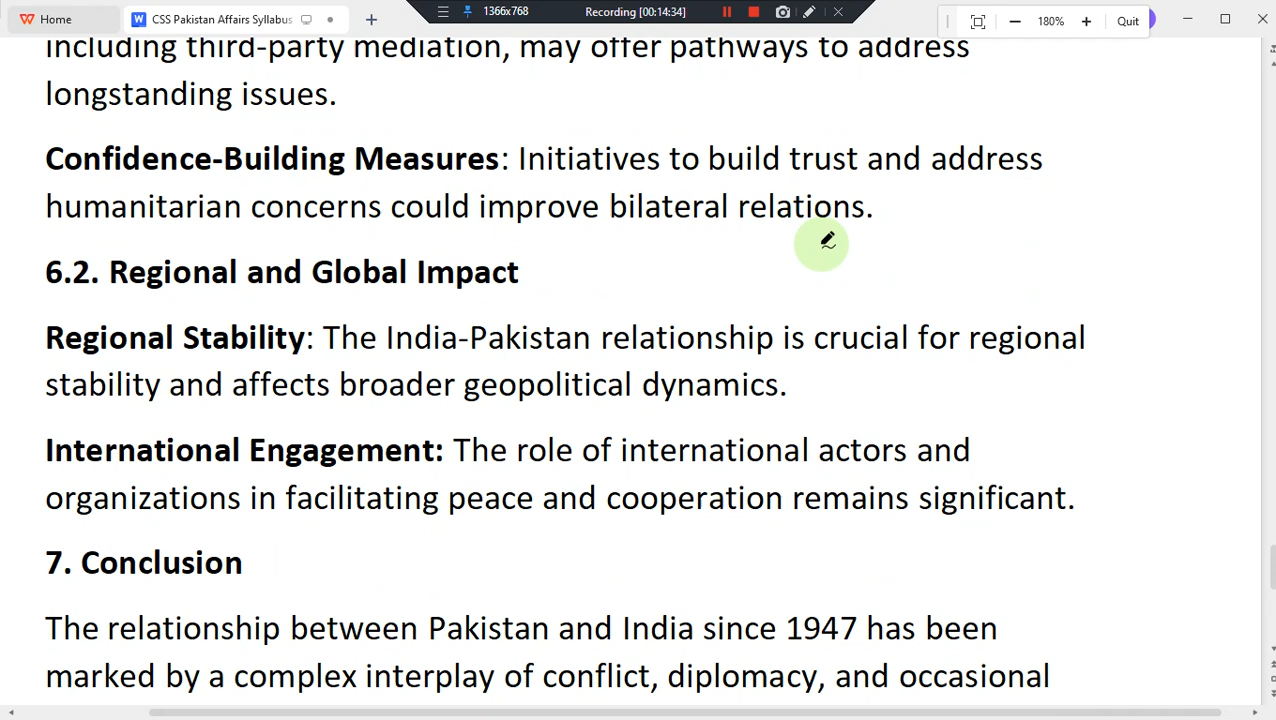 Home
CSS Pakistan Affairs Syllabus
1366x768
Recording [00:14:34]
180%
Quit
including third-party mediation, may offer pathways to address
longstanding issues.
Confidence-Building Measures: Initiatives to build trust and address
humanitarian concerns could improve bilateral relations.
6.2. Regional and Global Impact
Regional Stability: The India-Pakistan relationship is crucial for regional
stability and affects broader geopolitical dynamics.
International Engagement: The role of international actors and
organizations in facilitating peace and cooperation remains significant.
7. Conclusion
The relationship between Pakistan and India since 1947 has been
marked by a complex interplay of conflict, diplomacy, and occasional